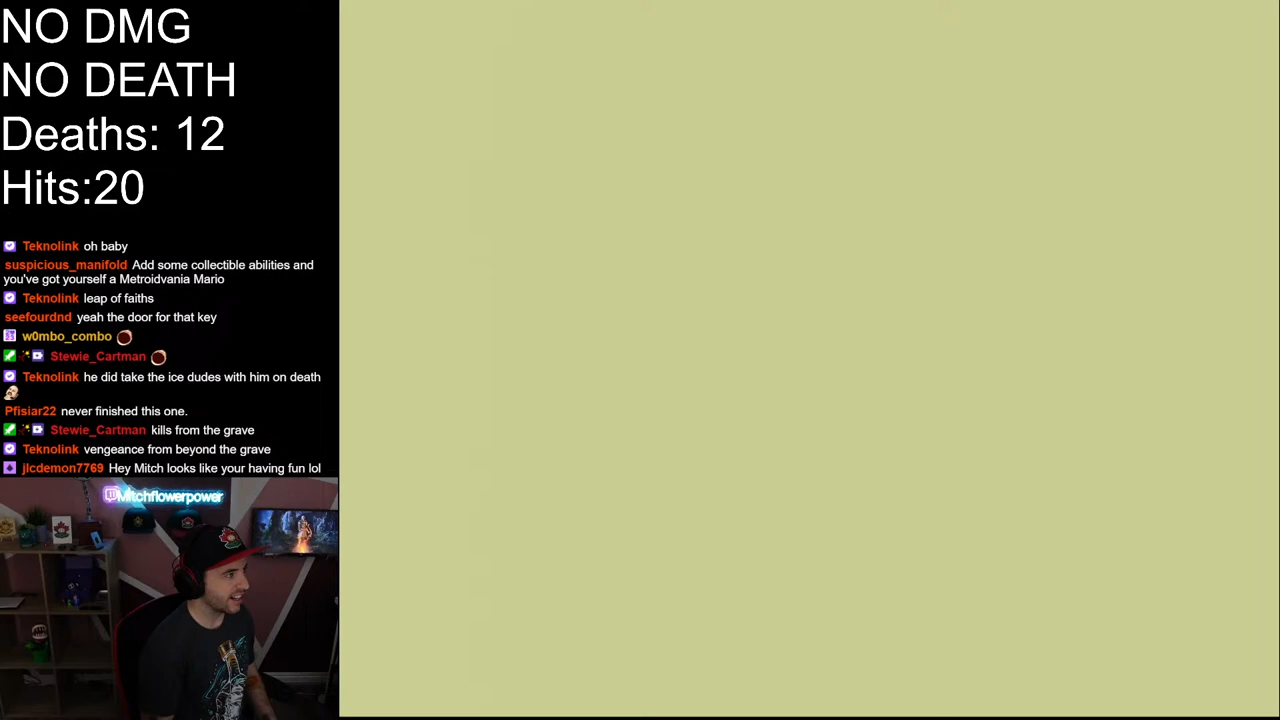 NO DMG
NO DEATH
Deaths: 12
Hits:20
Teknolink oh baby
suspicious_manifold Add some collectible abilities and
you've got yourself a Metroidvania Mario
Teknolink leap of faiths
seefourdnd yeah the door for that key
w0mbo_combo
Stewie_Cartman
Teknolink he did take the ice dudes with him on death
Pfisiar22 never finished this one.
Stewie_Cartman kills from the grave
Teknolink vengeance from beyond the grave
jlcdemon7769 Hey Mitch looks like your having fun lol
Mitchflowerpower